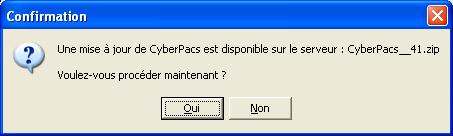 Confirmation
Une mise à jour de CyberPacs est disponible sur le serveur : CyberPacs__41.zip
Voulez-vous procéder maintenant ?
Oui Non